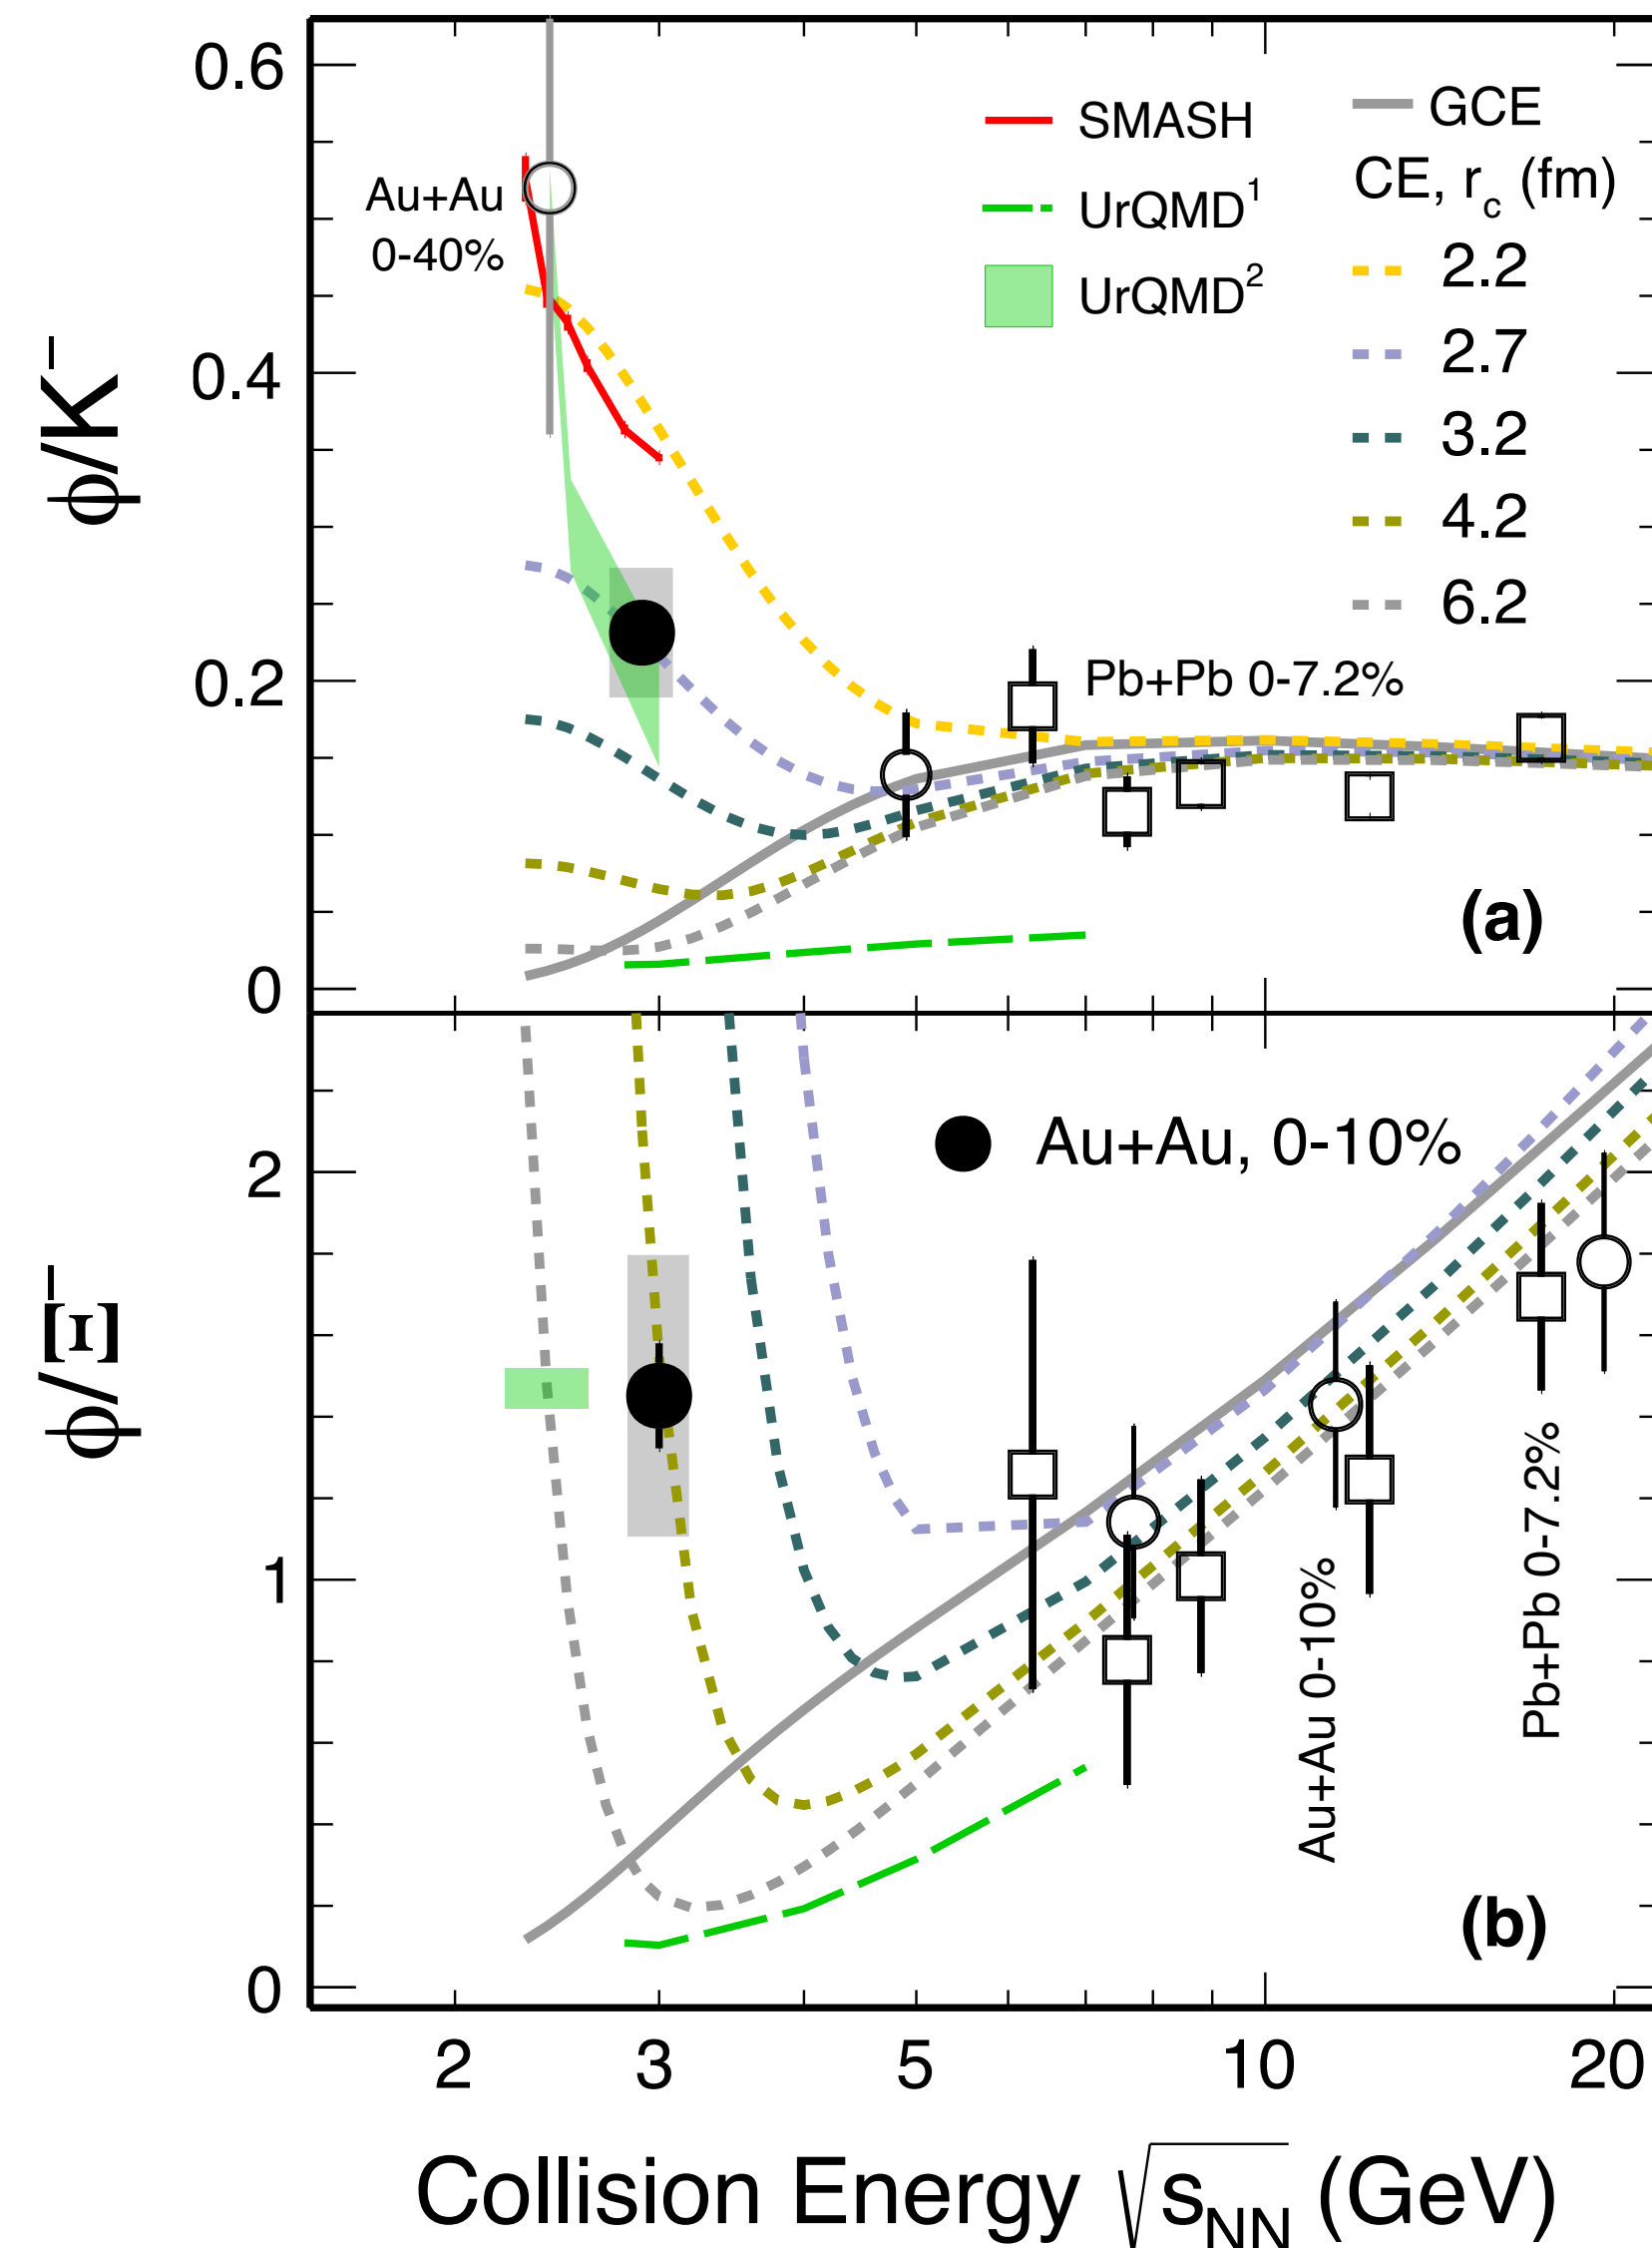 0.6
0.4
0.2
0
ϕ/K⁻
Au+Au
0-40%
SMASH
UrQMD¹
UrQMD²
GCE
CE, r_c (fm)
2.2
2.7
3.2
4.2
6.2
Pb+Pb 0-7.2%
(a)
2
1
0
ϕ/Ξ⁻
Au+Au, 0-10%
Au+Au 0-10%
Pb+Pb 0-7.2%
(b)
2 3 5 10 20
Collision Energy √s_NN (GeV)